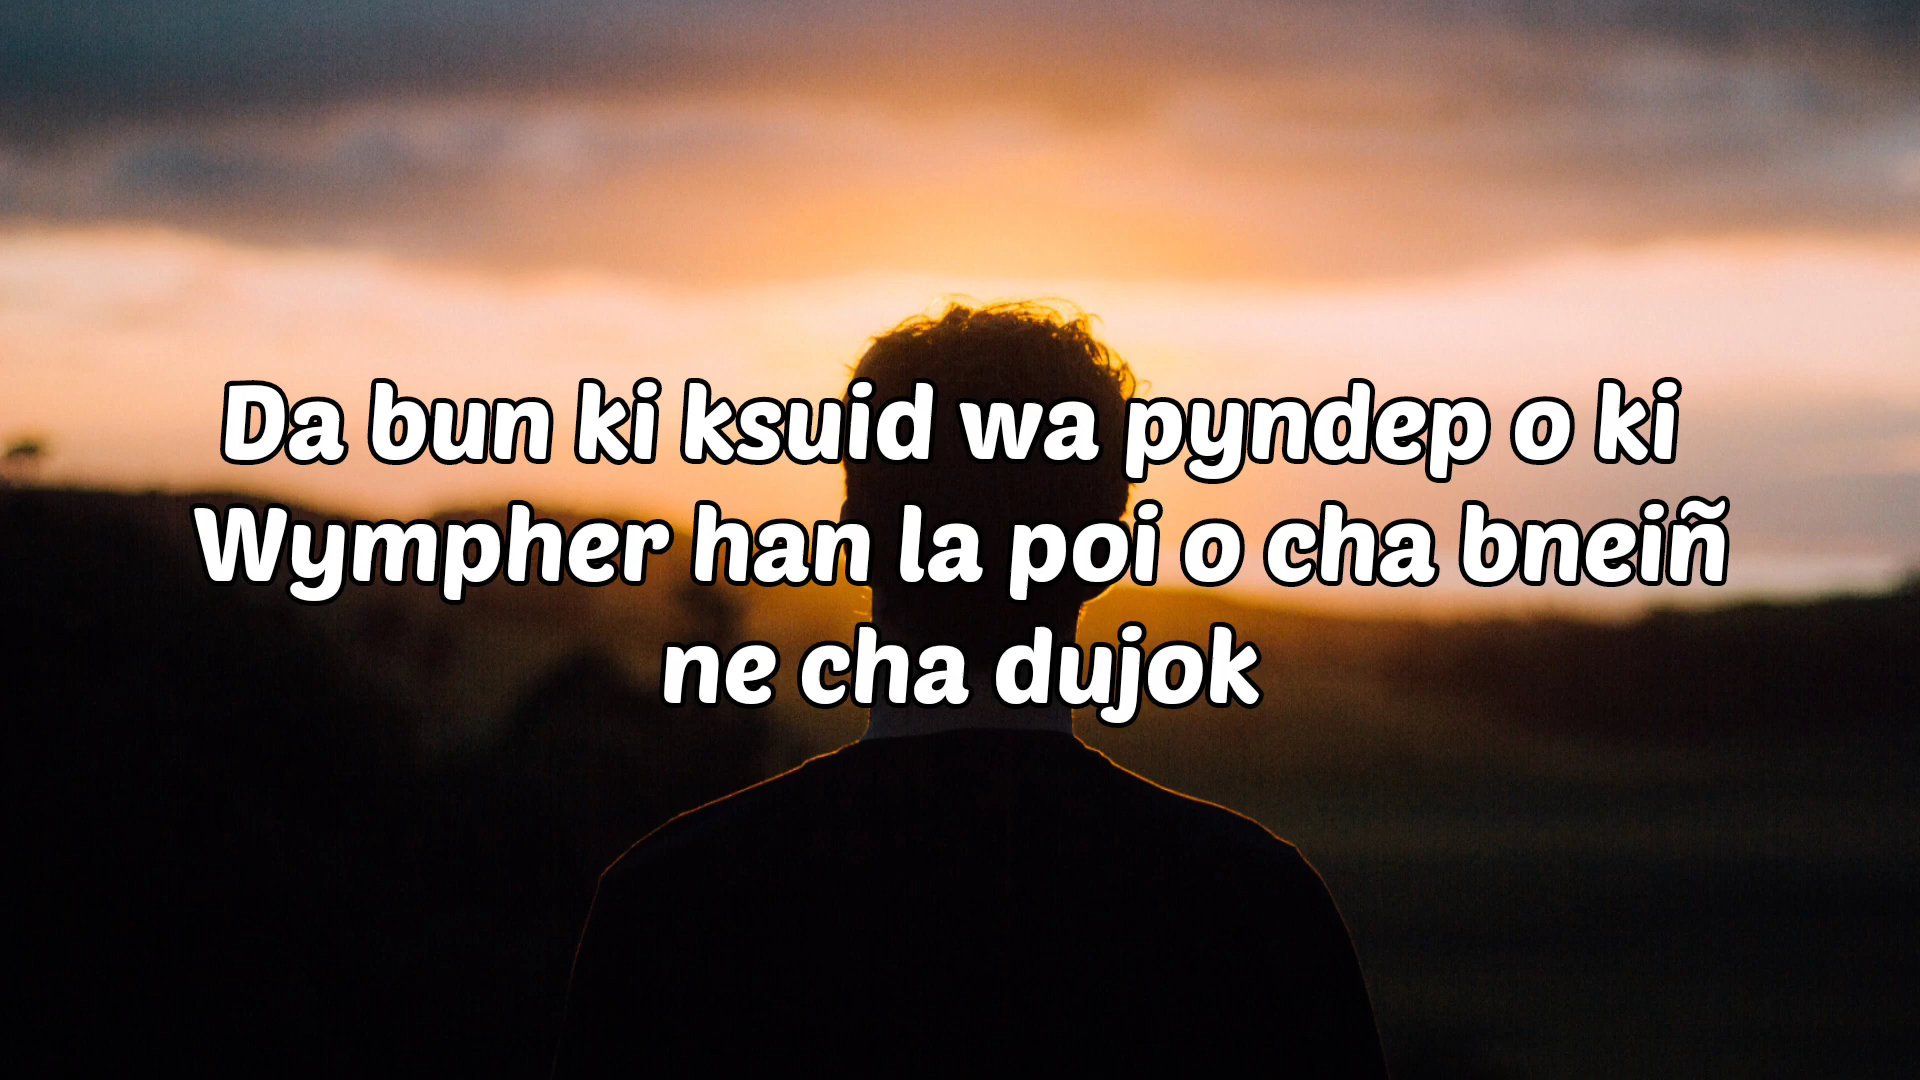 Da bun ki ksuid wa pyndep o ki
Wympher han la poi o cha bneiñ
ne cha dujok